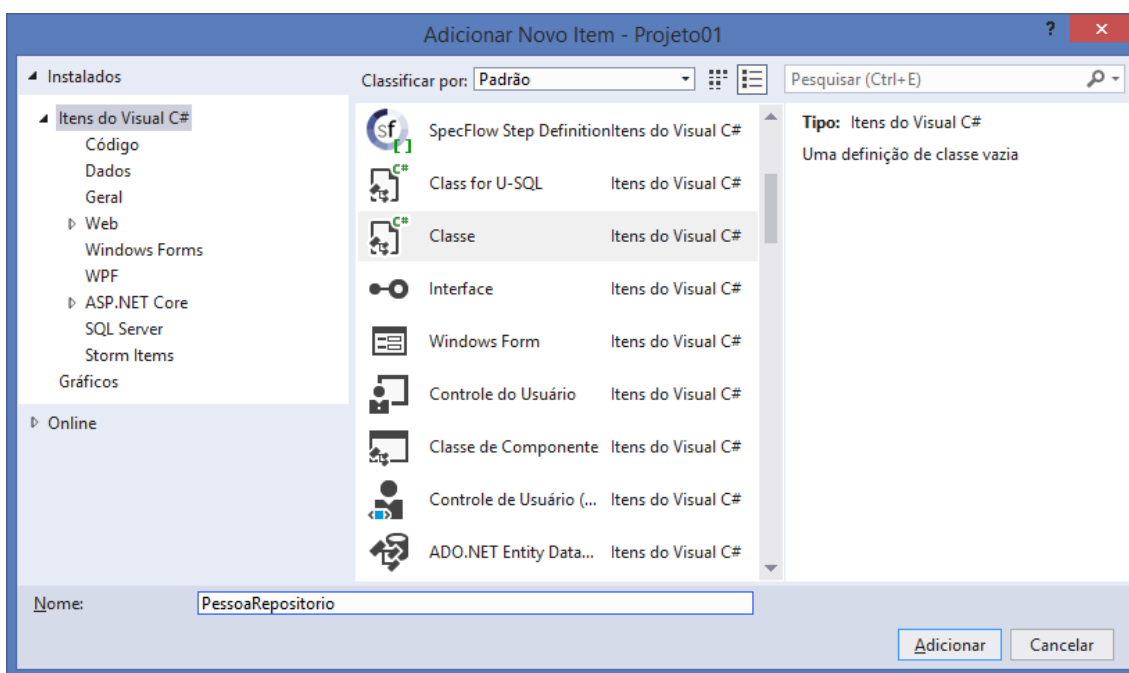 Adicionar Novo Item - Projeto01
?
Instalados
Itens do Visual C#
Código
Dados
Geral
Web
Windows Forms
WPF
ASP.NET Core
SQL Server
Storm Items
Gráficos
Online
Classificar por: Padrão
SpecFlow Step Definition Itens do Visual C#
Class for U-SQL Itens do Visual C#
Classe Itens do Visual C#
Interface Itens do Visual C#
Windows Form Itens do Visual C#
Controle do Usuário Itens do Visual C#
Classe de Componente Itens do Visual C#
Controle de Usuário (... Itens do Visual C#
ADO.NET Entity Data... Itens do Visual C#
Pesquisar (Ctrl+E)
Tipo: Itens do Visual C#
Uma definição de classe vazia
Nome: PessoaRepositorio
Adicionar Cancelar